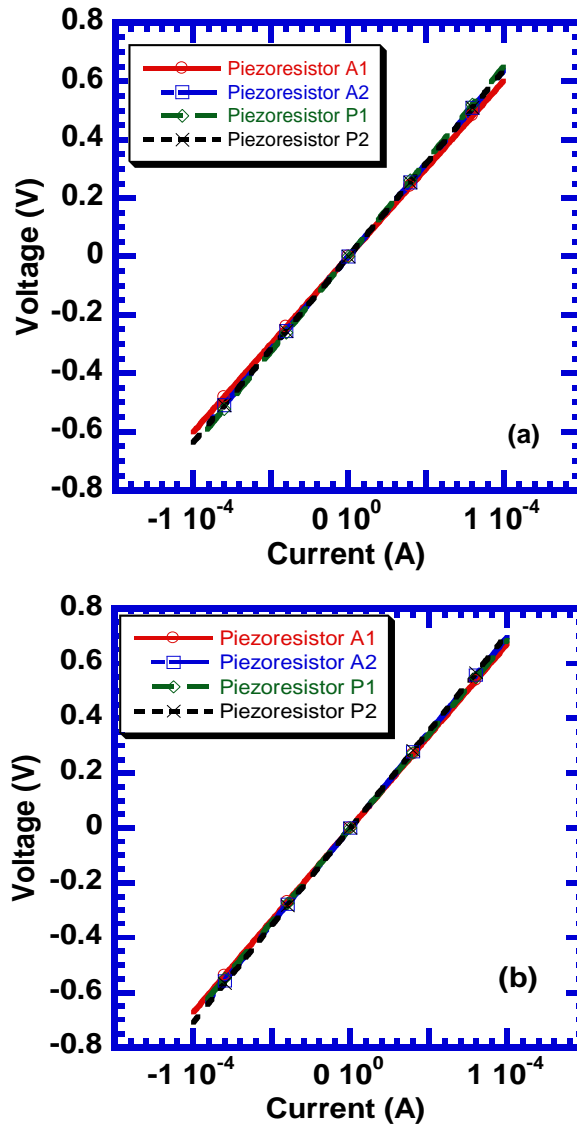 0.8
0.6
0.4
0.2
0
-0.2
-0.4
-0.6
-0.8
Voltage (V)
Piezoresistor A1
Piezoresistor A2
Piezoresistor P1
Piezoresistor P2
(a)
-1 10⁻⁴ 0 10⁰ 1 10⁻⁴
Current (A)
0.8
0.6
0.4
0.2
0
-0.2
-0.4
-0.6
-0.8
Voltage (V)
Piezoresistor A1
Piezoresistor A2
Piezoresistor P1
Piezoresistor P2
(b)
-1 10⁻⁴ 0 10⁰ 1 10⁻⁴
Current (A)